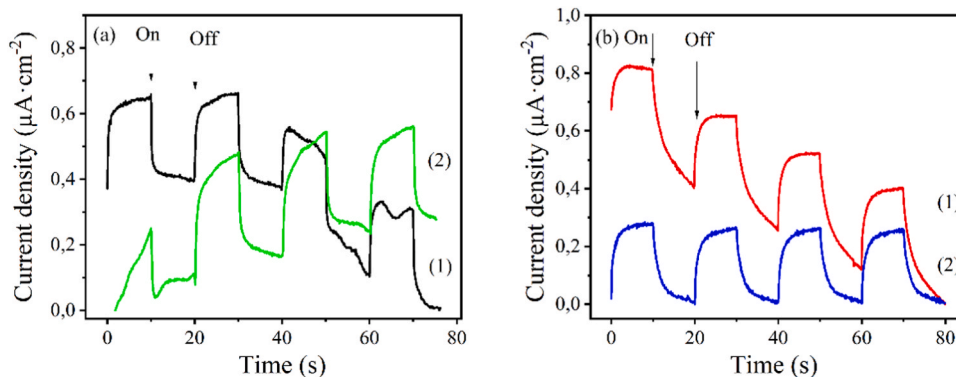 (a) On Off
Current density (µA·cm⁻²)
0,8
0,6
0,4
0,2
0,0
(2)
(1)
0 20 40 60 80
Time (s)
(b) On Off
Current density (µA·cm⁻²)
1,0
0,8
0,6
0,4
0,2
0,0
(1)
(2)
0 20 40 60 80
Time (s)